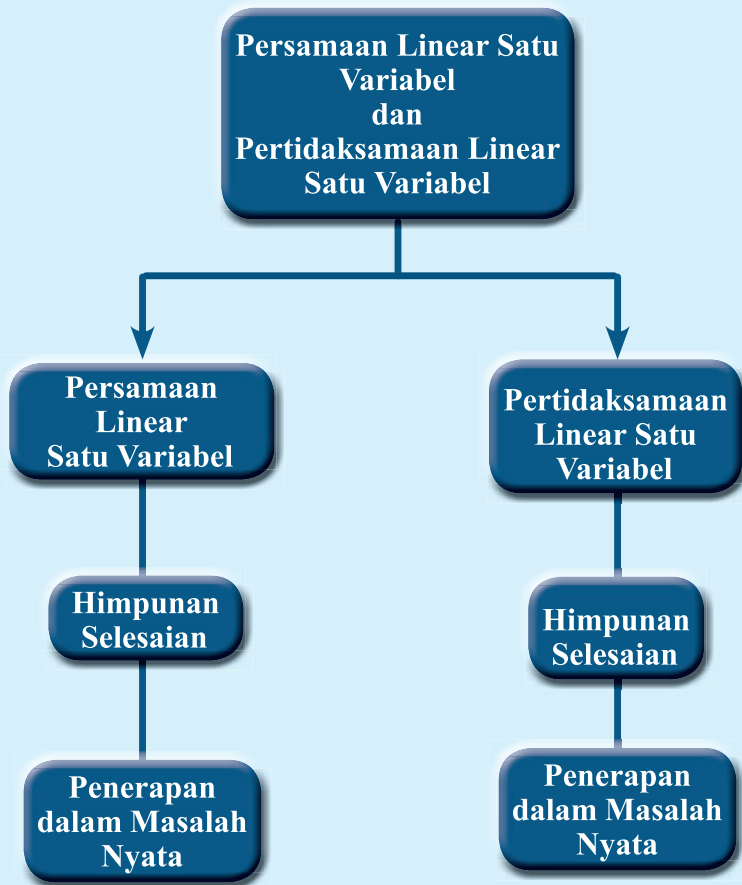 Persamaan Linear Satu
Variabel
dan
Pertidaksamaan Linear
Satu Variabel
Persamaan
Linear
Satu Variabel
Himpunan
Selesaian
Penerapan
dalam Masalah
Nyata
Pertidaksamaan
Linear Satu
Variabel
Himpunan
Selesaian
Penerapan
dalam Masalah
Nyata